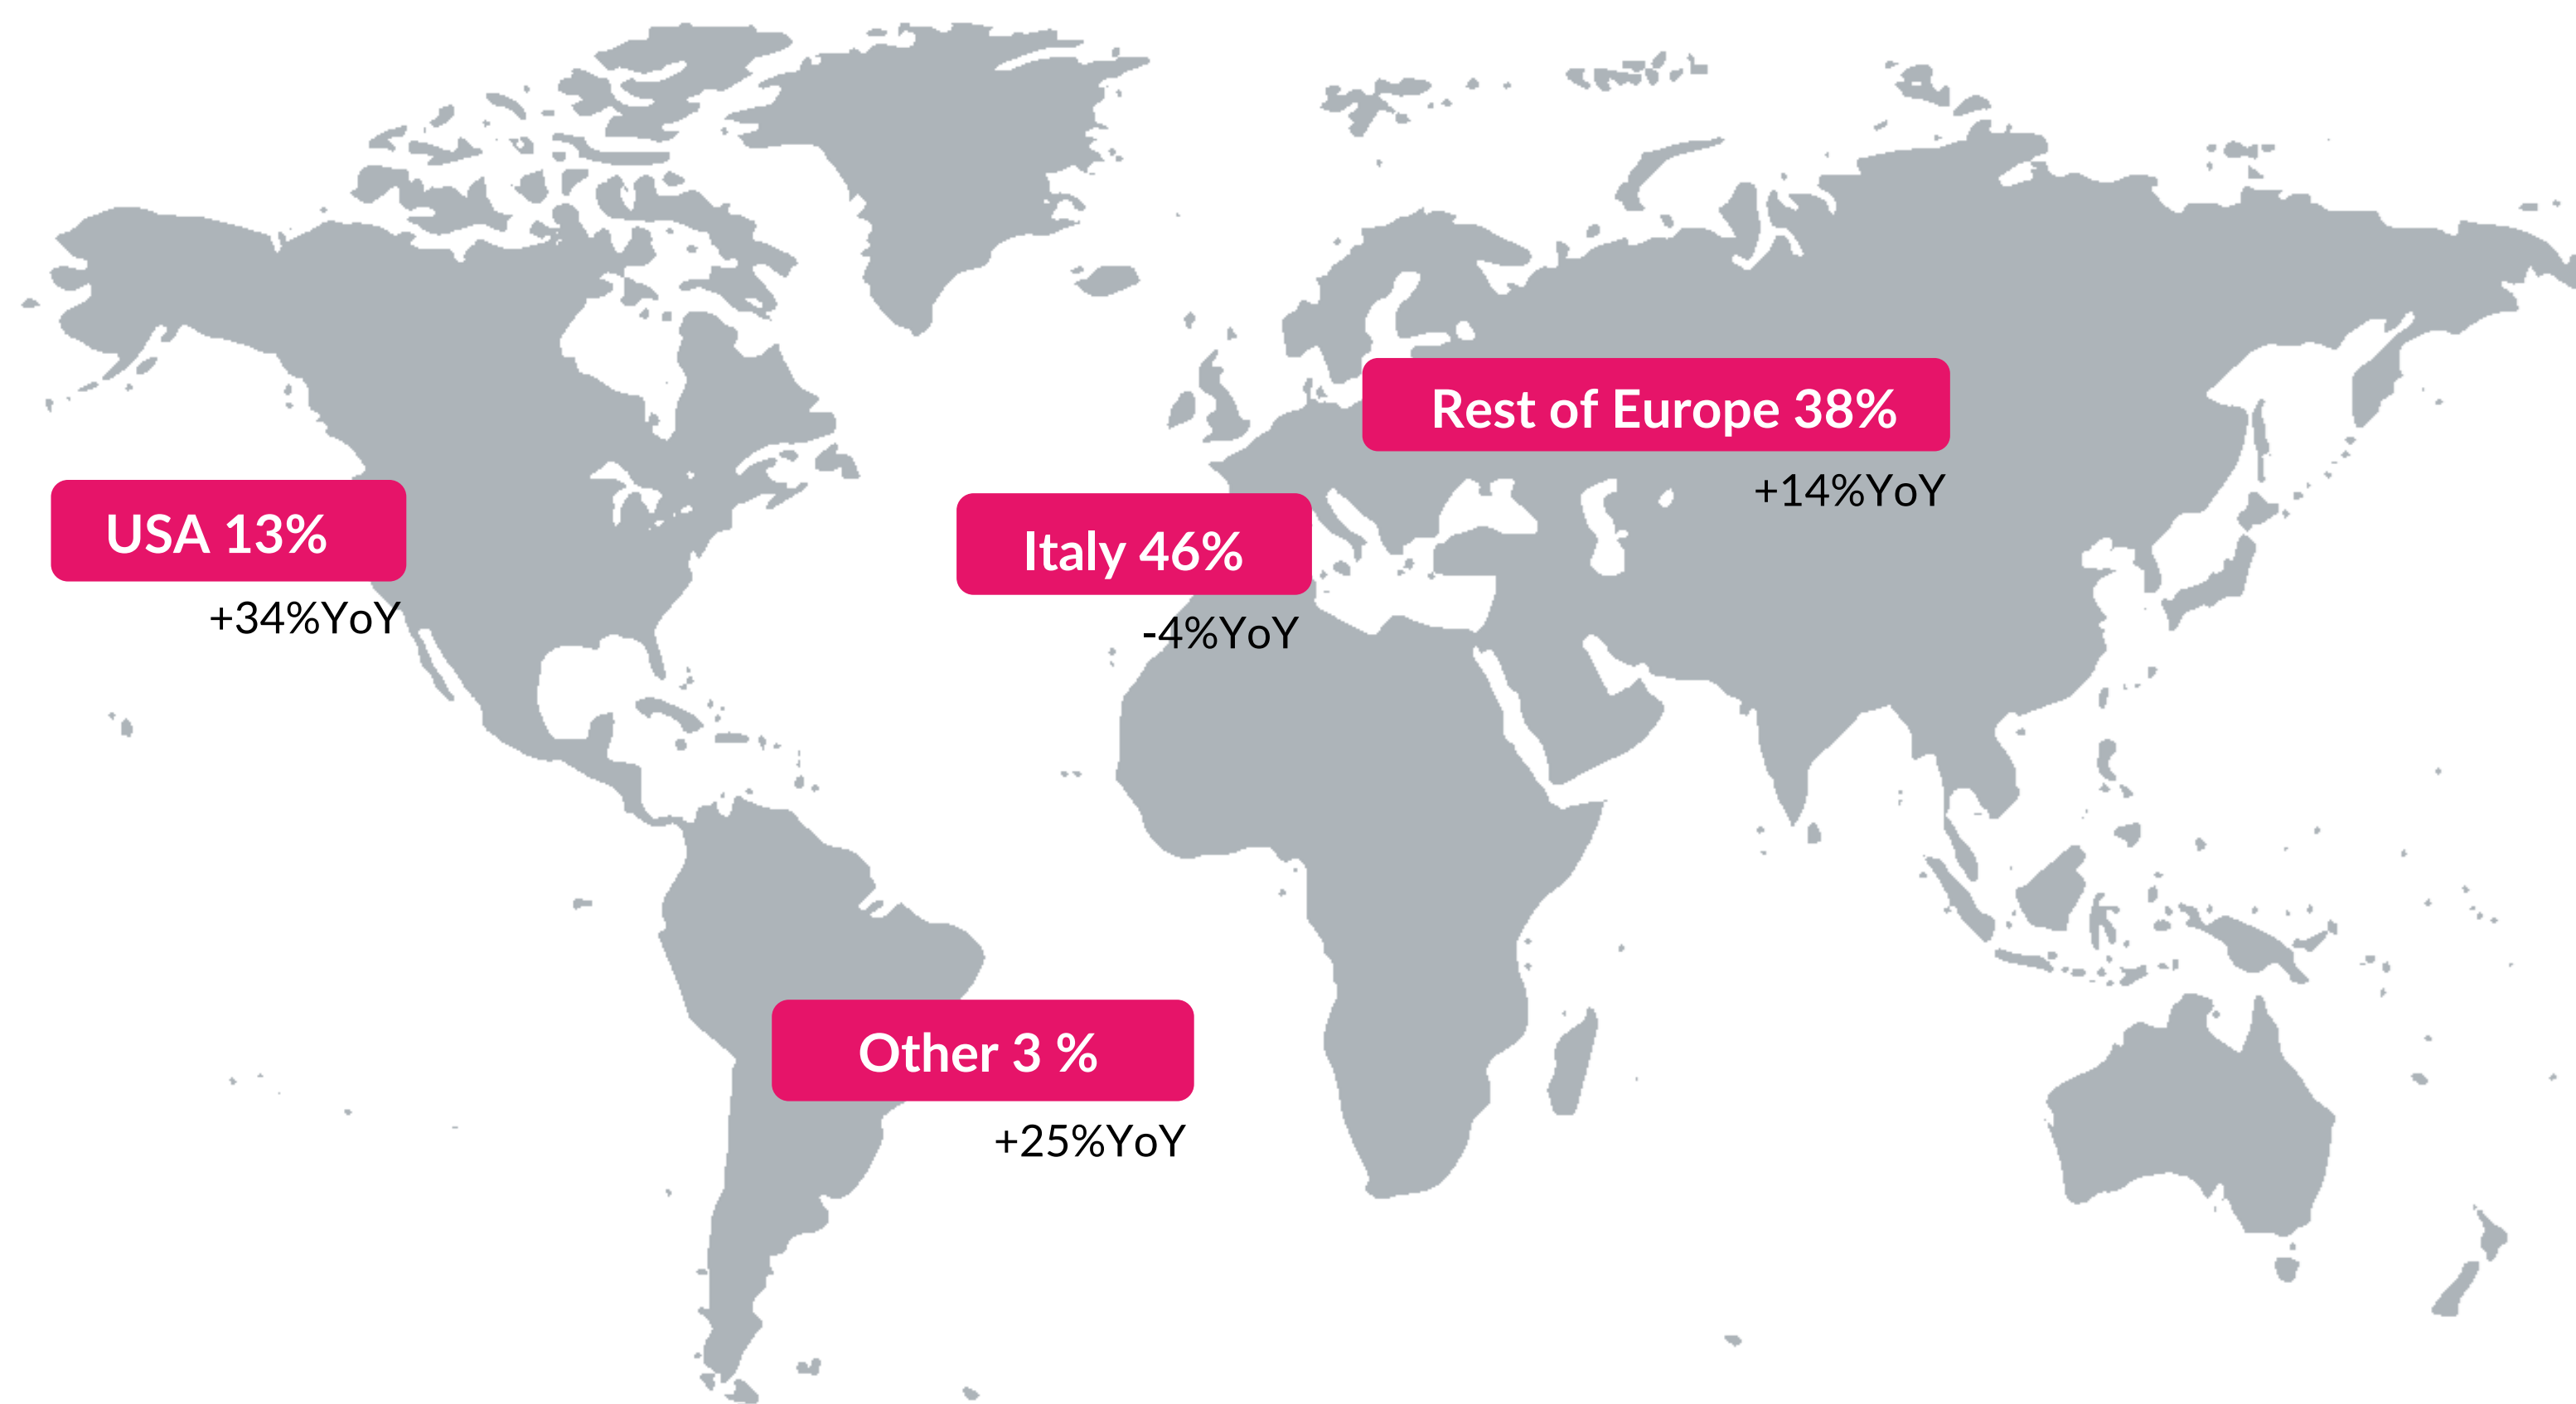 Rest of Europe 38%
+14%YoY
USA 13%
+34%YoY
Italy 46%
-4%YoY
Other 3 %
+25%YoY